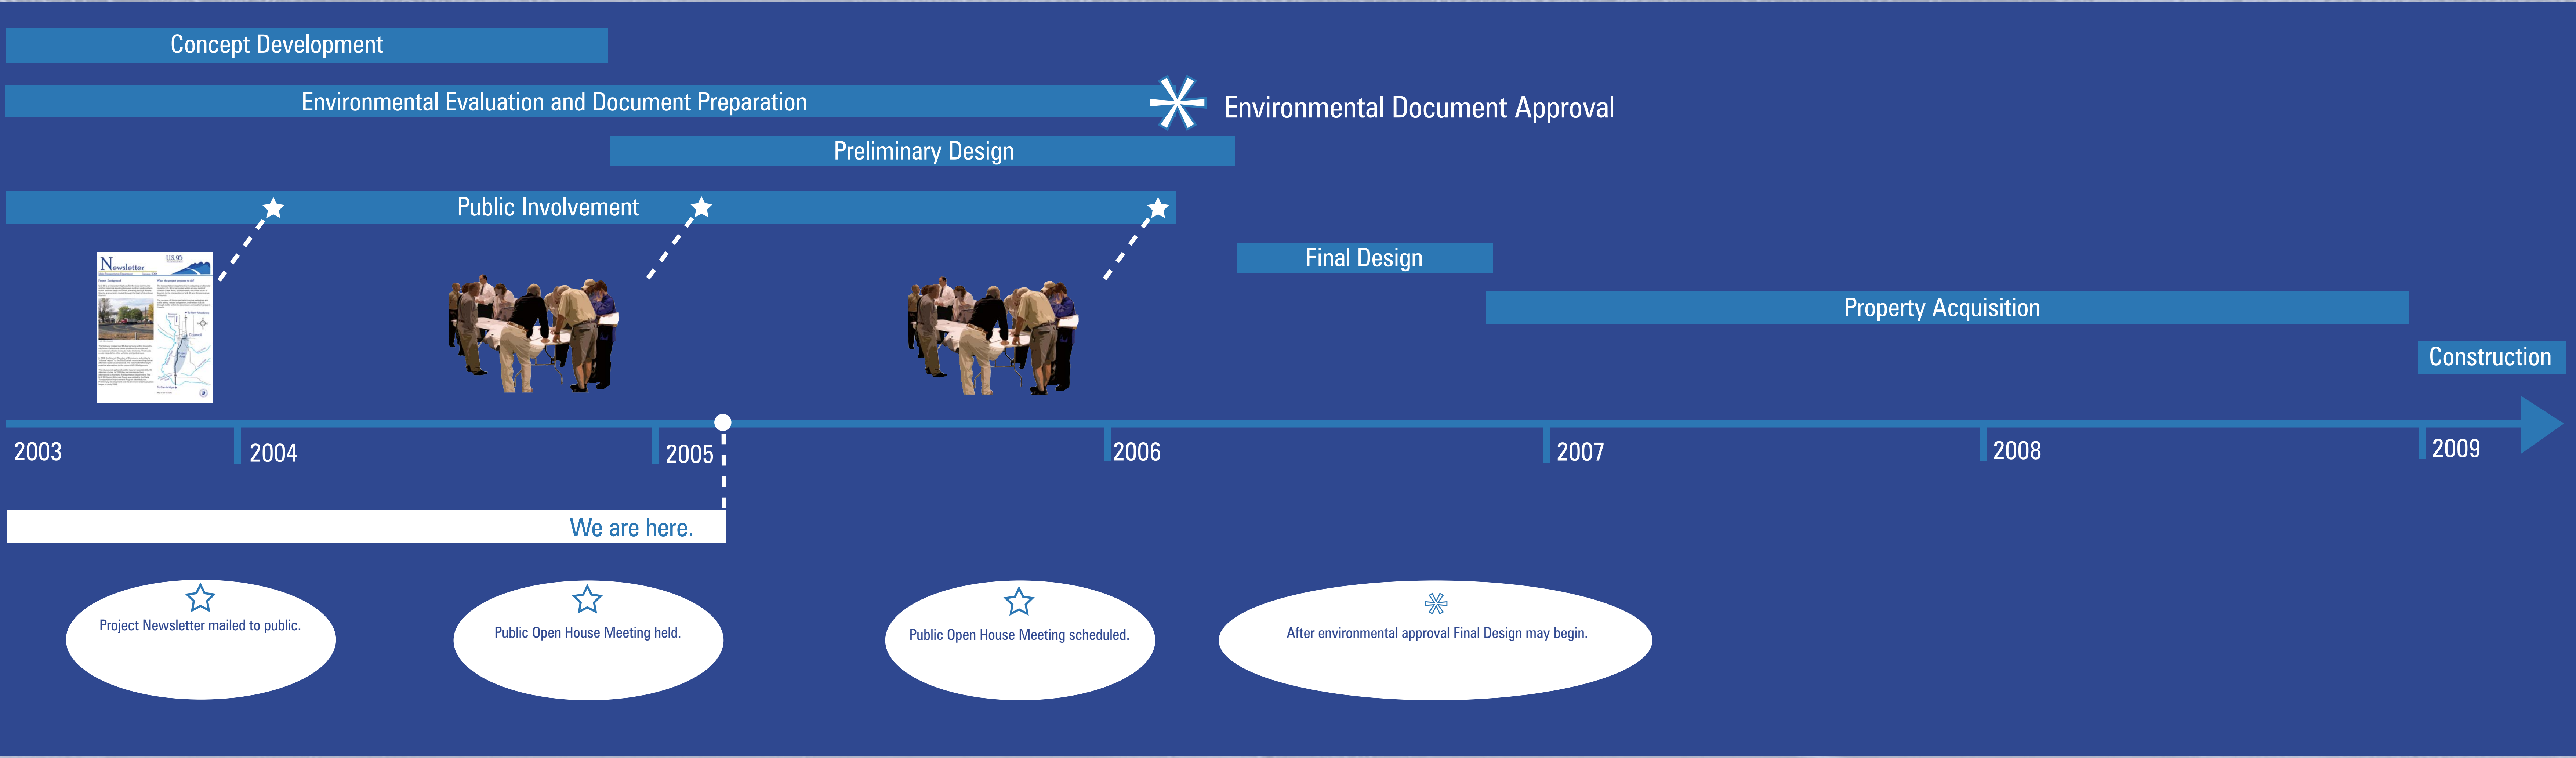 Concept Development
Environmental Evaluation and Document Preparation
Environmental Document Approval
Preliminary Design
Public Involvement
Final Design
Newsletter
U.S. 95
Property Acquisition
Construction
2003
2004
2005
2006
2007
2008
2009
We are here.
Project Newsletter mailed to public.
Public Open House Meeting held.
Public Open House Meeting scheduled.
After environmental approval Final Design may begin.